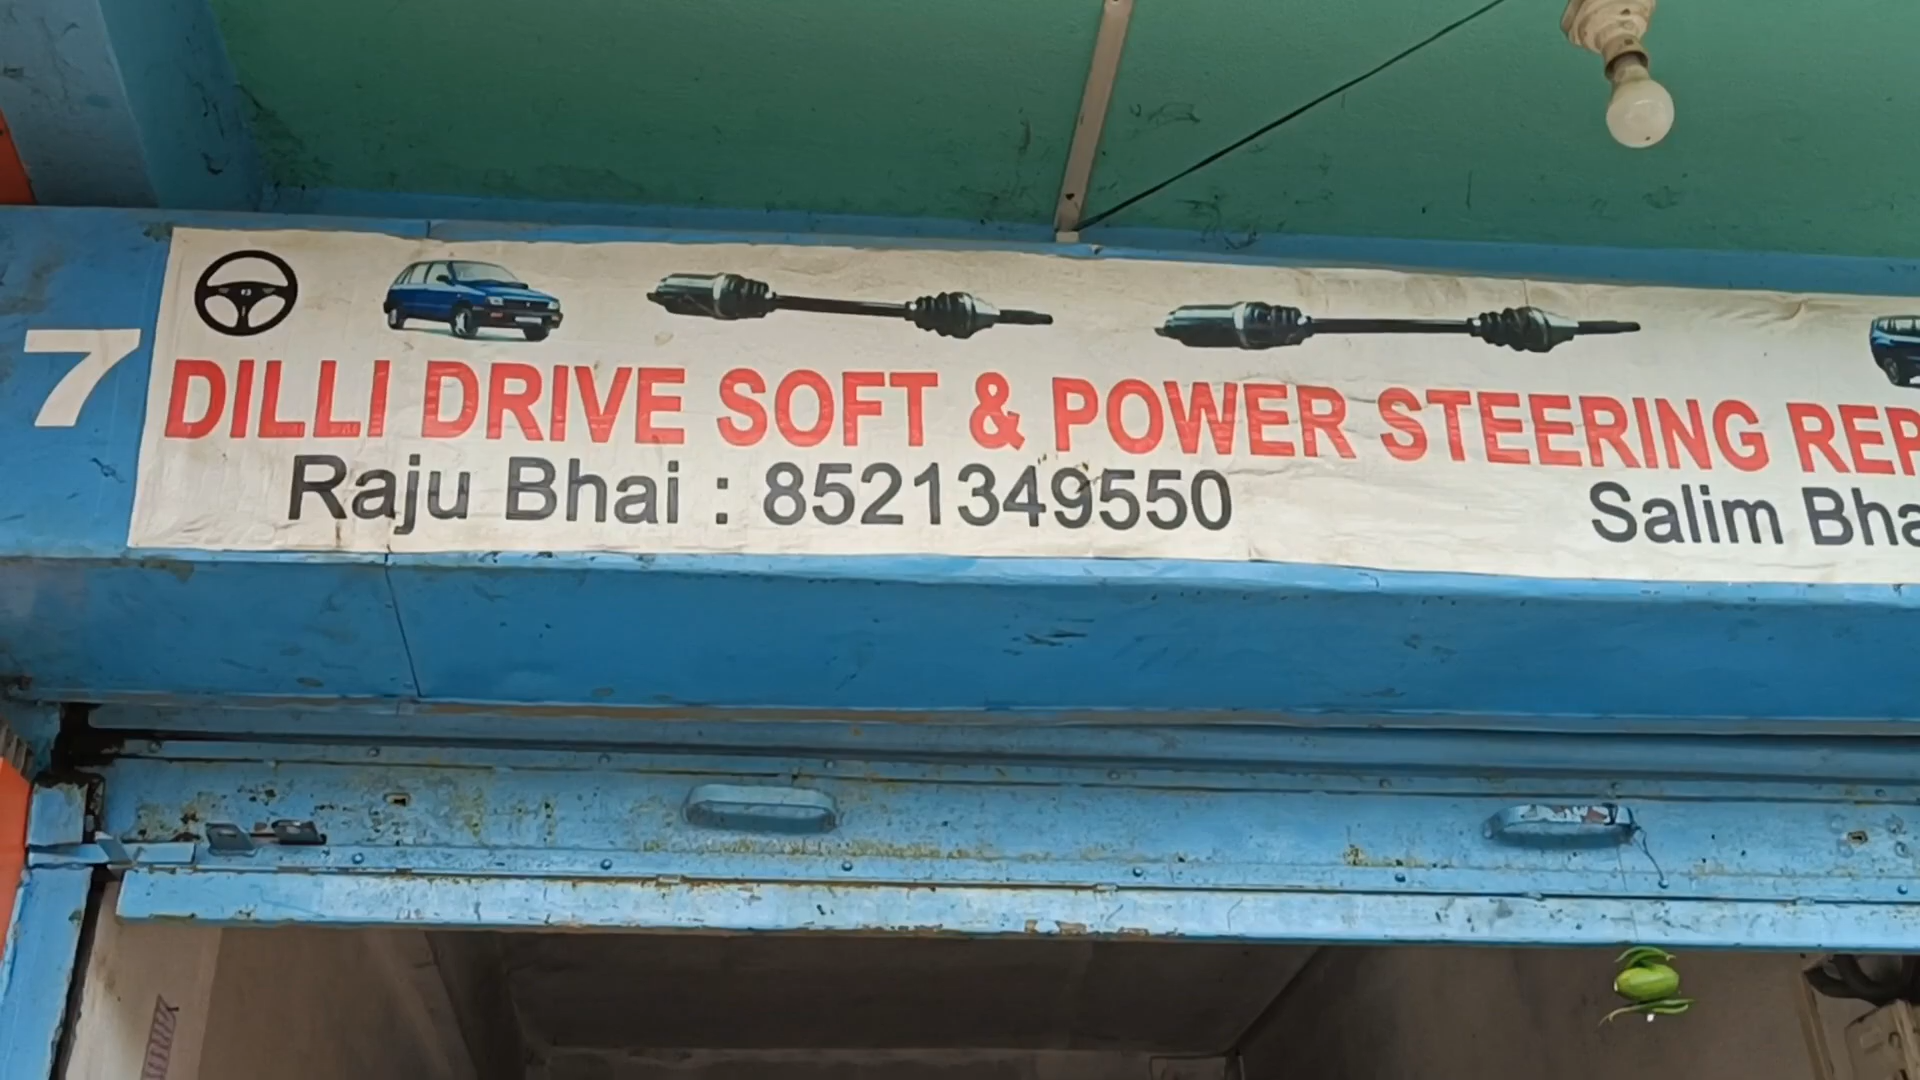 7
DILLI DRIVE SOFT & POWER STEERING REP
Raju Bhai : 8521349550
Salim Bha